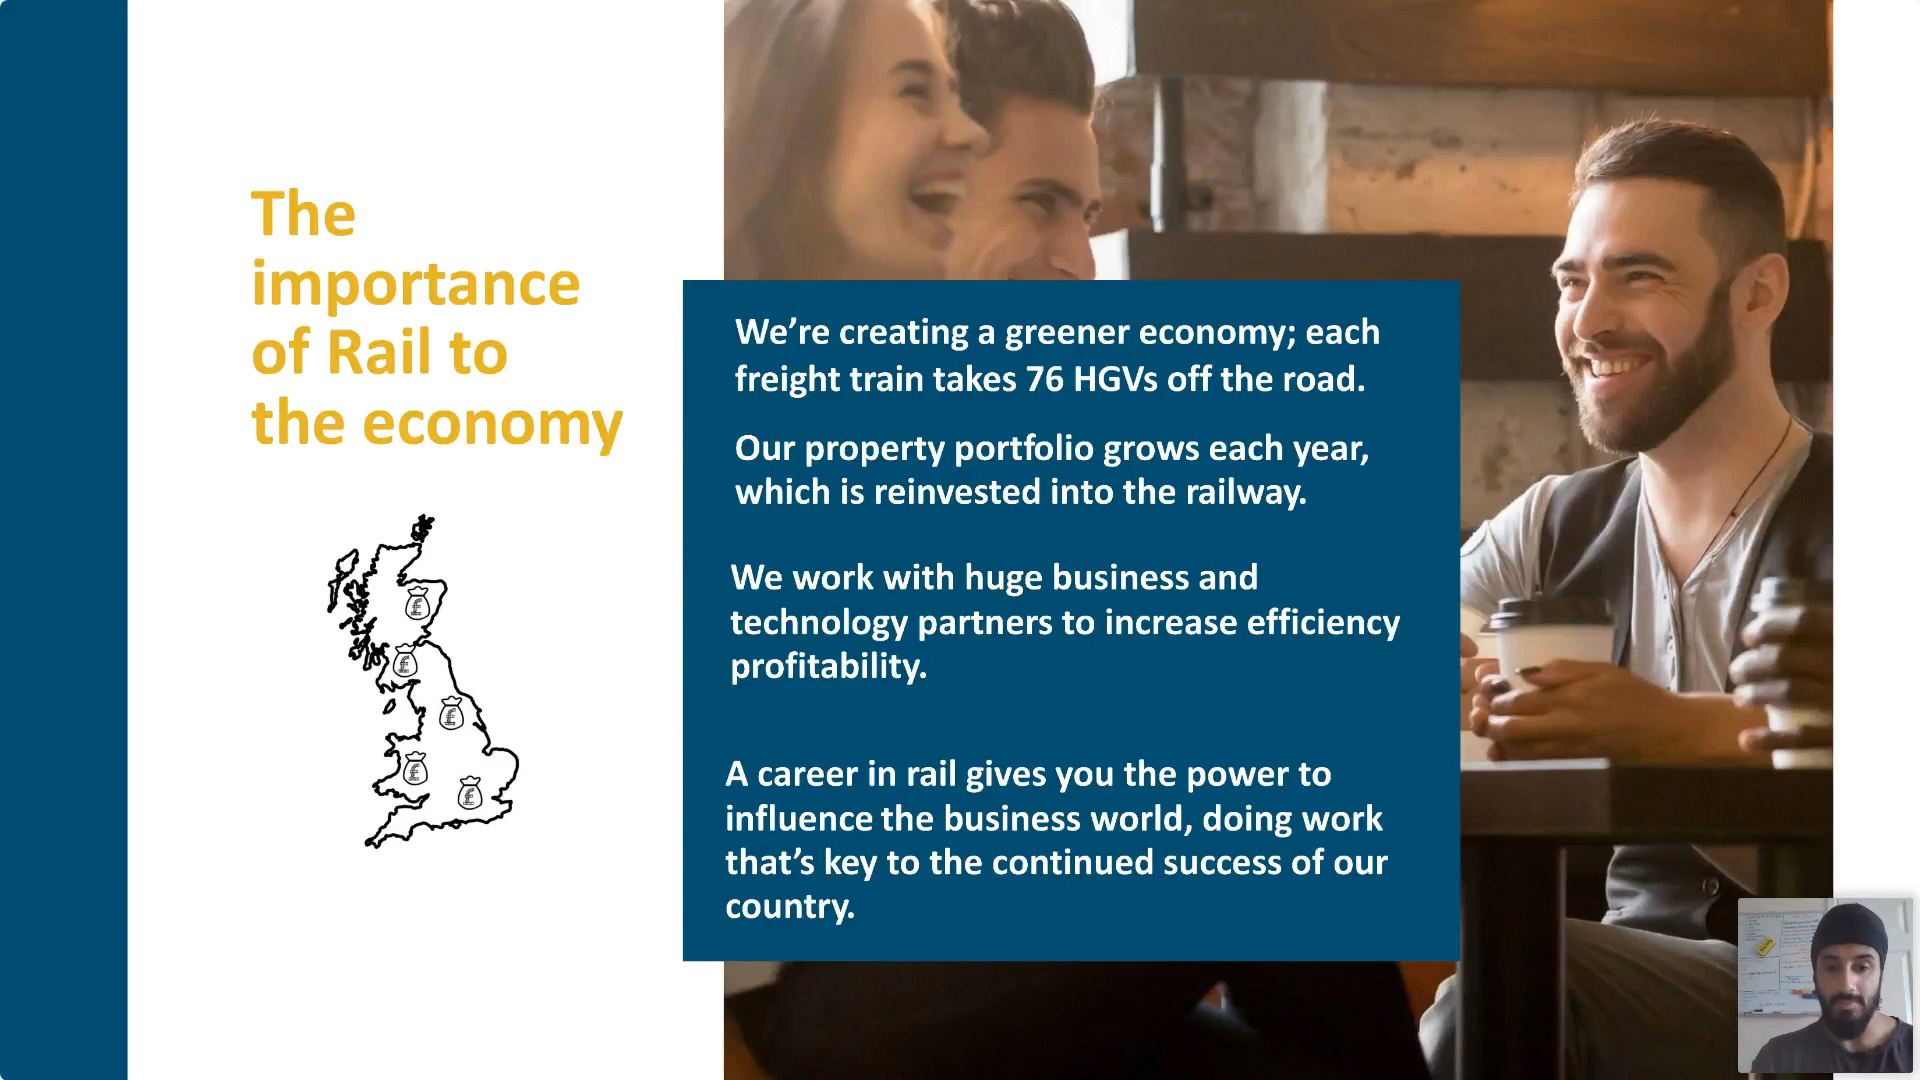 The
importance
of Rail to
the economy
We’re creating a greener economy; each
freight train takes 76 HGVs off the road.
Our property portfolio grows each year,
which is reinvested into the railway.
We work with huge business and
technology partners to increase efficiency
profitability.
A career in rail gives you the power to
influence the business world, doing work
that’s key to the continued success of our
country.
£
£
£
£
£